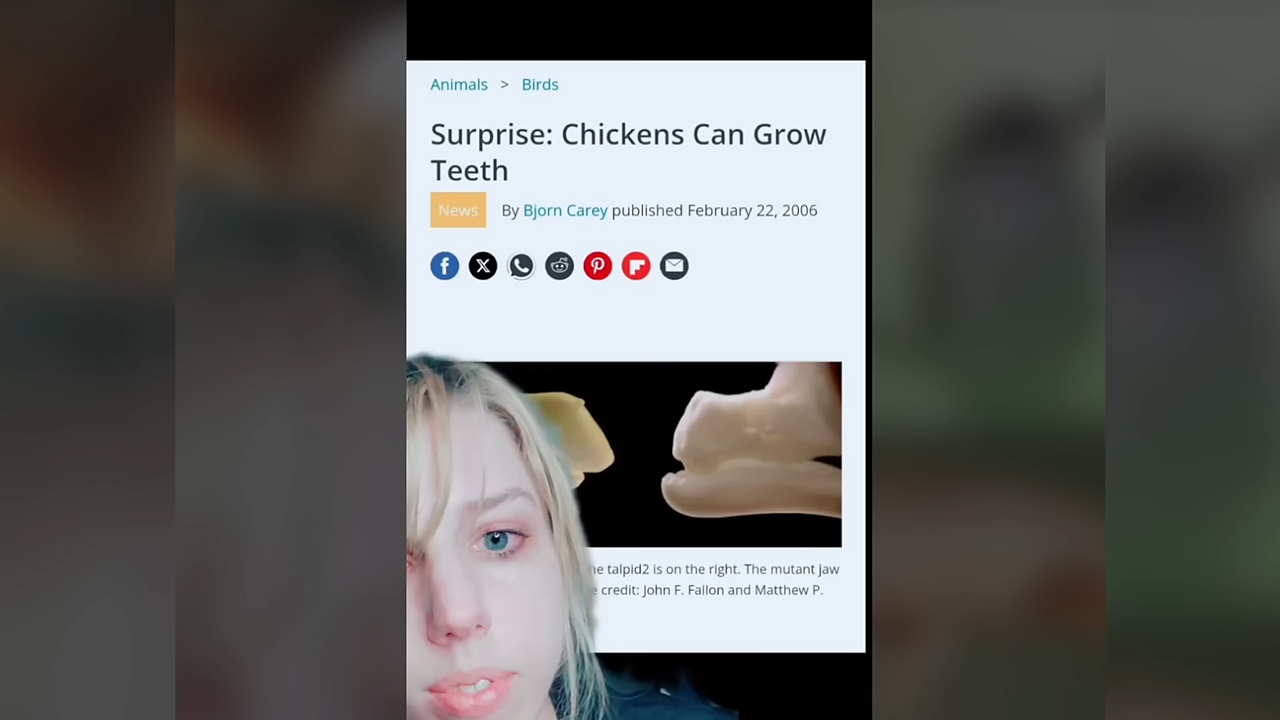 Animals > Birds
Surprise: Chickens Can Grow
Teeth
News By Bjorn Carey published February 22, 2006
talpid2 is on the right. The mutant jaw
credit: John F. Fallon and Matthew P.